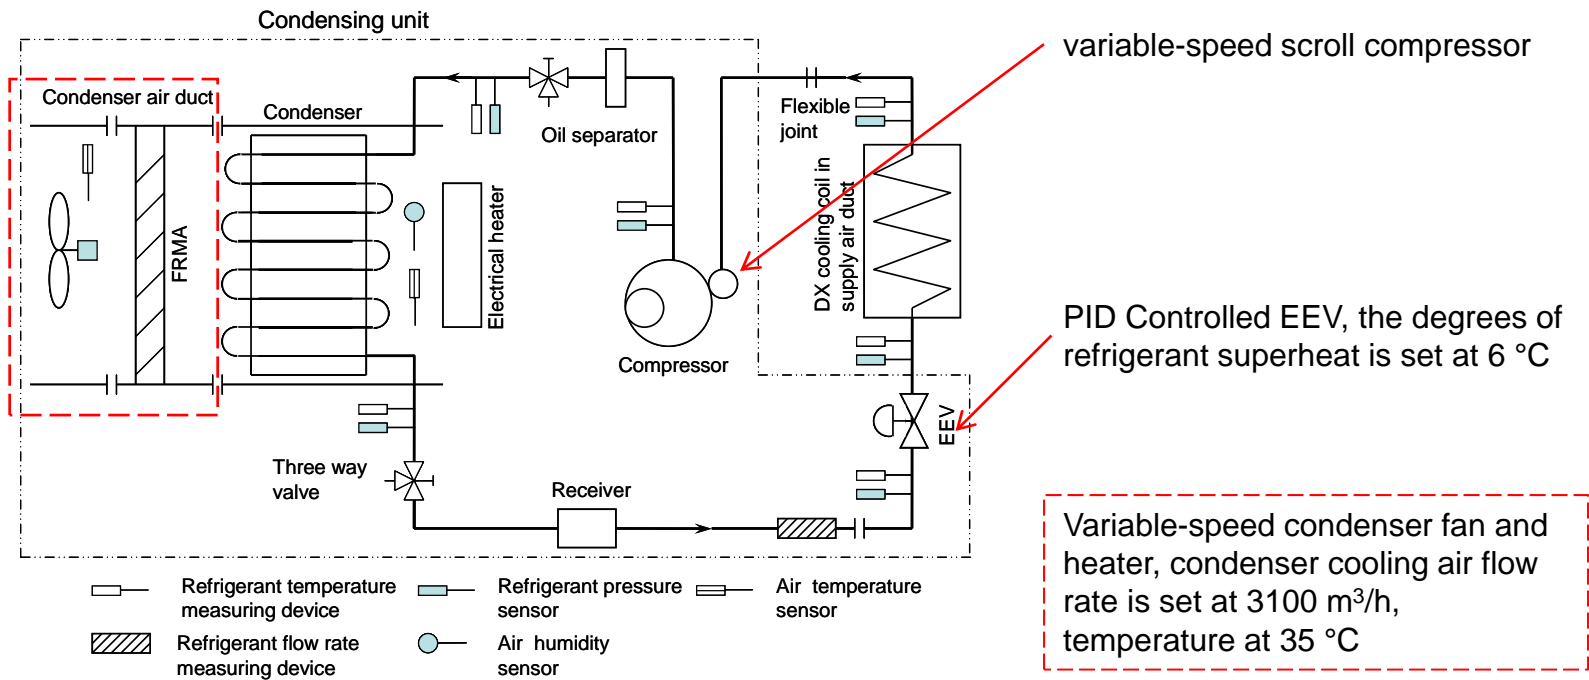 Condensing unit
variable-speed scroll compressor
Condenser air duct
Condenser
Oil separator
Flexible
joint
FRMA
Electrical heater
DX cooling coil in
supply air duct
Compressor
PID Controlled EEV, the degrees of
refrigerant superheat is set at 6 °C
EEV
Three way
valve
Receiver
Variable-speed condenser fan and
heater, condenser cooling air flow
rate is set at 3100 m³/h,
temperature at 35 °C
Refrigerant temperature
measuring device
Refrigerant pressure
sensor
Air temperature
sensor
Refrigerant flow rate
measuring device
Air humidity
sensor